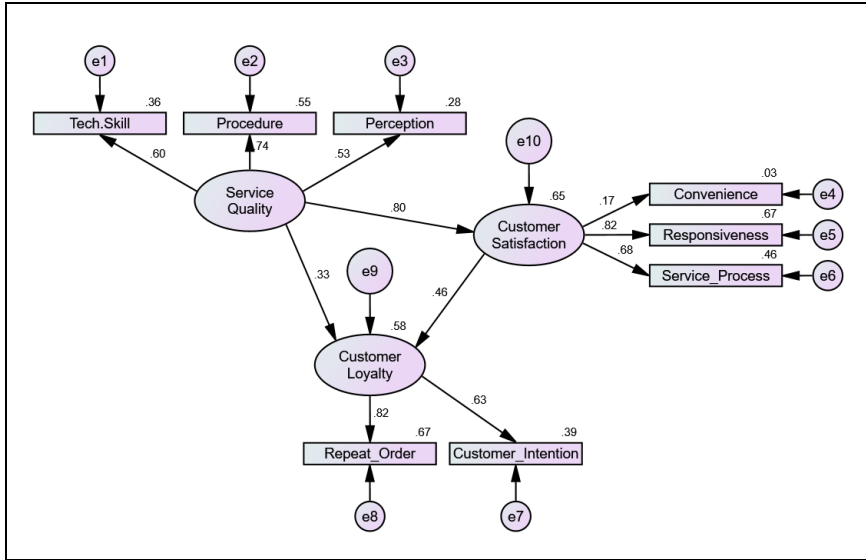 e1
e2
e3
.36
.55
.28
Tech.Skill
Procedure
Perception
e10
.60
.74
.53
Service
Quality
.65
.03
.17
Convenience
e4
.80
.67
Customer
Satisfaction
.82
Responsiveness
e5
.68
.46
Service_Process
e6
e9
.33
.46
.58
Customer
Loyalty
.63
.82
.67
.39
Repeat_Order
Customer_Intention
e8
e7